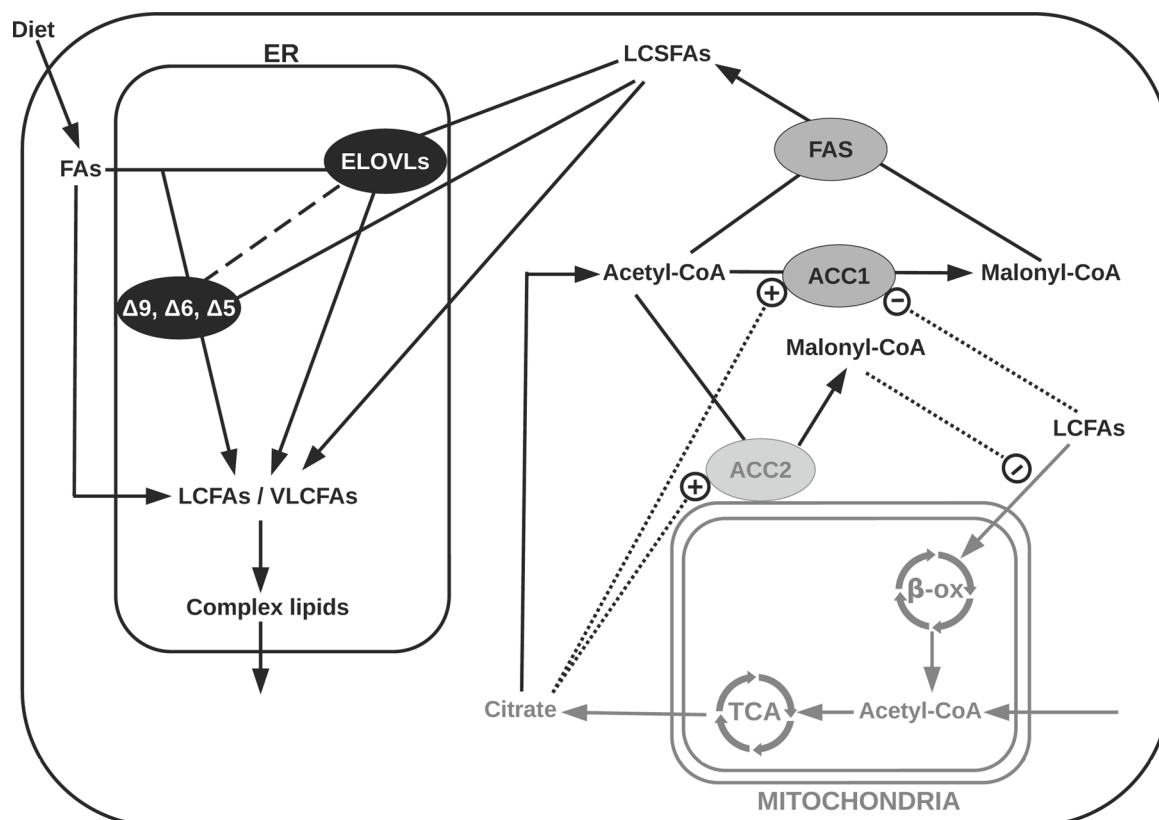 Diet
ER
LCSFAs
FAS
FAs
ELOVLs
Acetyl-CoA
ACC1
Malonyl-CoA
+
−
Δ9, Δ6, Δ5
Malonyl-CoA
LCFAs
ACC2
+
−
LCFAs / VLCFAs
β-ox
Complex lipids
Citrate
TCA
Acetyl-CoA
MITOCHONDRIA